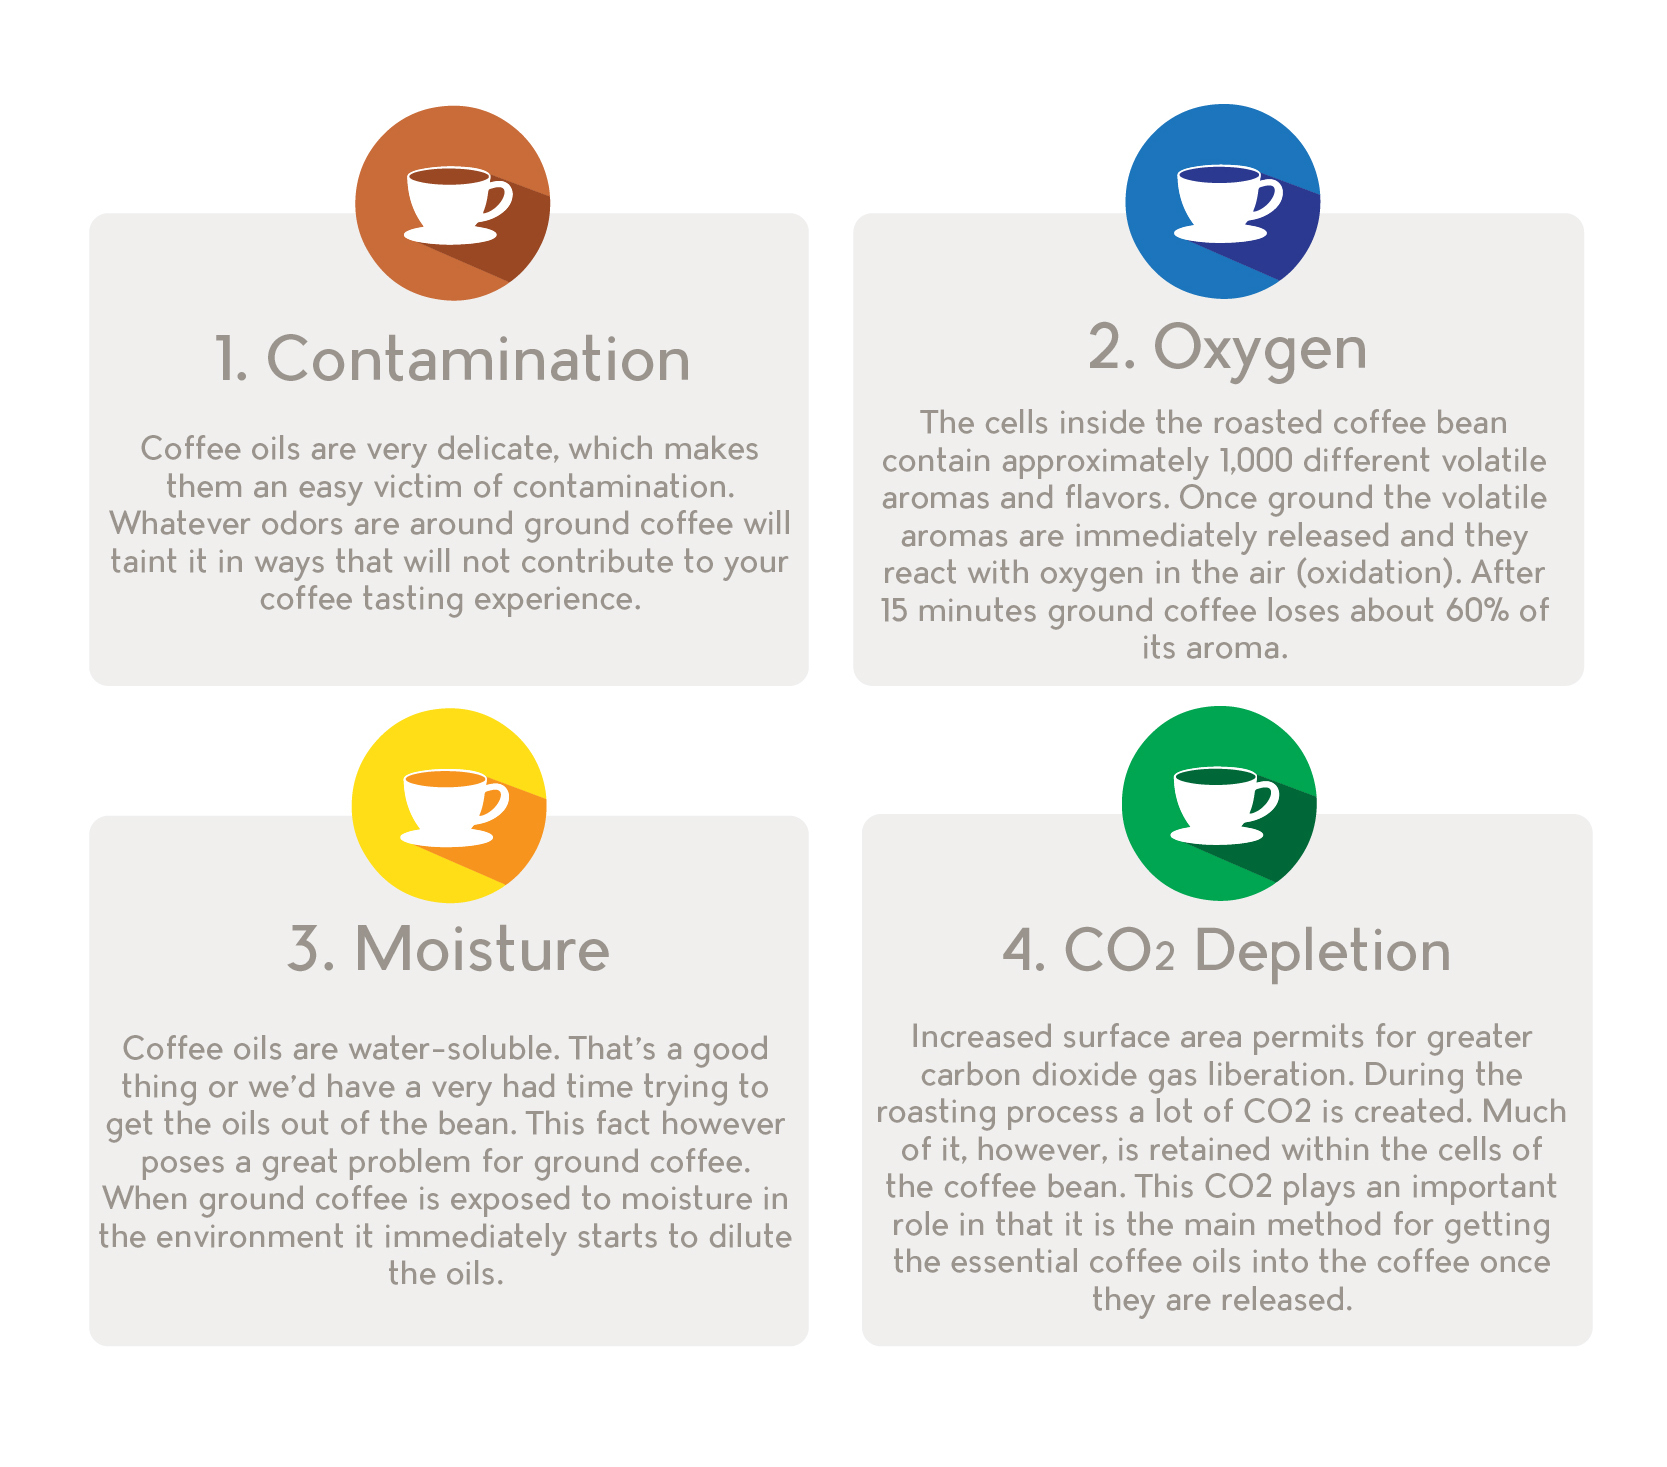 1. Contamination
Coffee oils are very delicate, which makes
them an easy victim of contamination.
Whatever odors are around ground coffee will
taint it in ways that will not contribute to your
coffee tasting experience.
2. Oxygen
The cells inside the roasted coffee bean
contain approximately 1,000 different volatile
aromas and flavors. Once ground the volatile
aromas are immediately released and they
react with oxygen in the air (oxidation). After
15 minutes ground coffee loses about 60% of
its aroma.
3. Moisture
Coffee oils are water-soluble. That's a good
thing or we'd have a very had time trying to
get the oils out of the bean. This fact however
poses a great problem for ground coffee.
When ground coffee is exposed to moisture in
the environment it immediately starts to dilute
the oils.
4. CO2 Depletion
Increased surface area permits for greater
carbon dioxide gas liberation. During the
roasting process a lot of CO2 is created. Much
of it, however, is retained within the cells of
the coffee bean. This CO2 plays an important
role in that it is the main method for getting
the essential coffee oils into the coffee once
they are released.